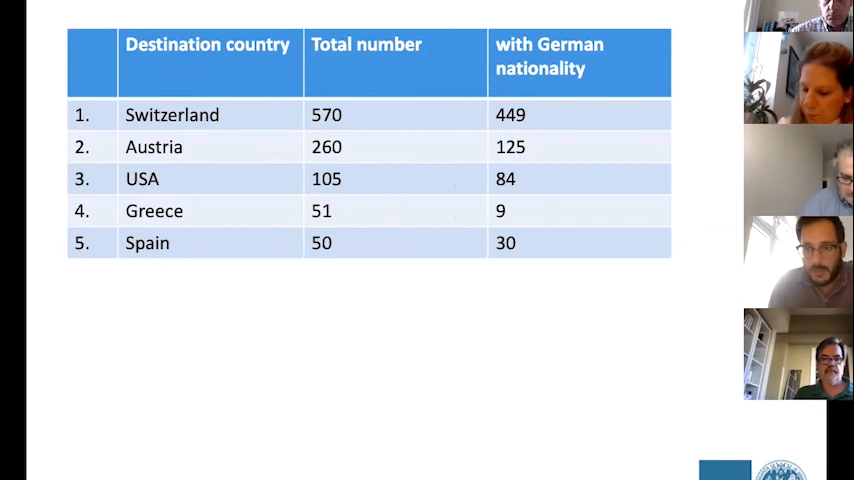 Destination country Total number with German
nationality
1. Switzerland 570 449
2. Austria 260 125
3. USA 105 84
4. Greece 51 9
5. Spain 50 30